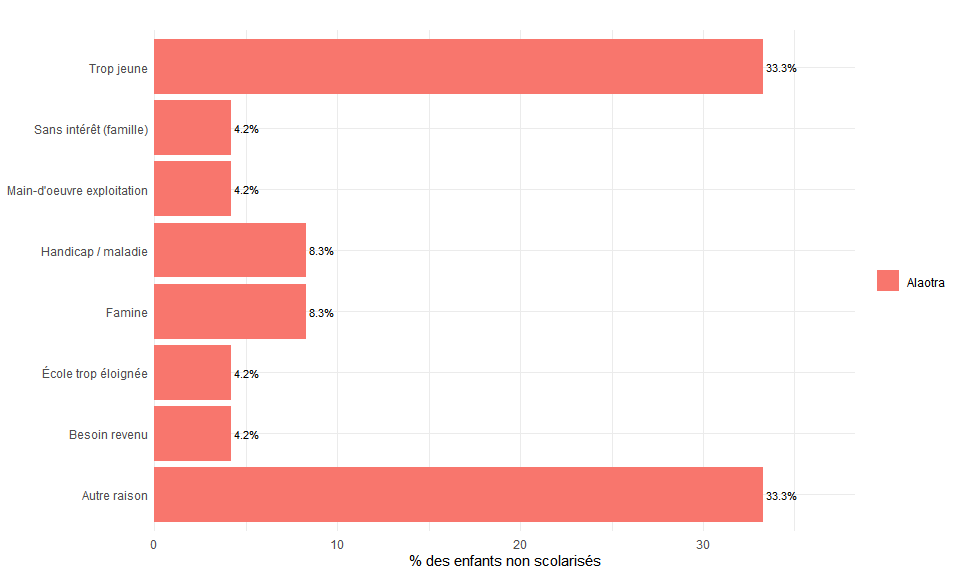 Trop jeune
33.3%
Sans intérêt (famille)
4.2%
Main-d'oeuvre exploitation
4.2%
Handicap / maladie
8.3%
Famine
8.3%
École trop éloignée
4.2%
Besoin revenu
4.2%
Autre raison
33.3%
0
10
20
30
% des enfants non scolarisés
Alaotra